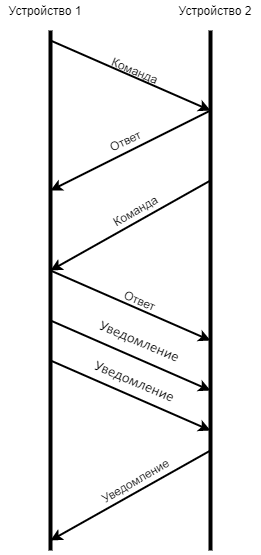 Устройство 1
Устройство 2
Команда
Ответ
Команда
Ответ
Уведомление
Уведомление
Уведомление